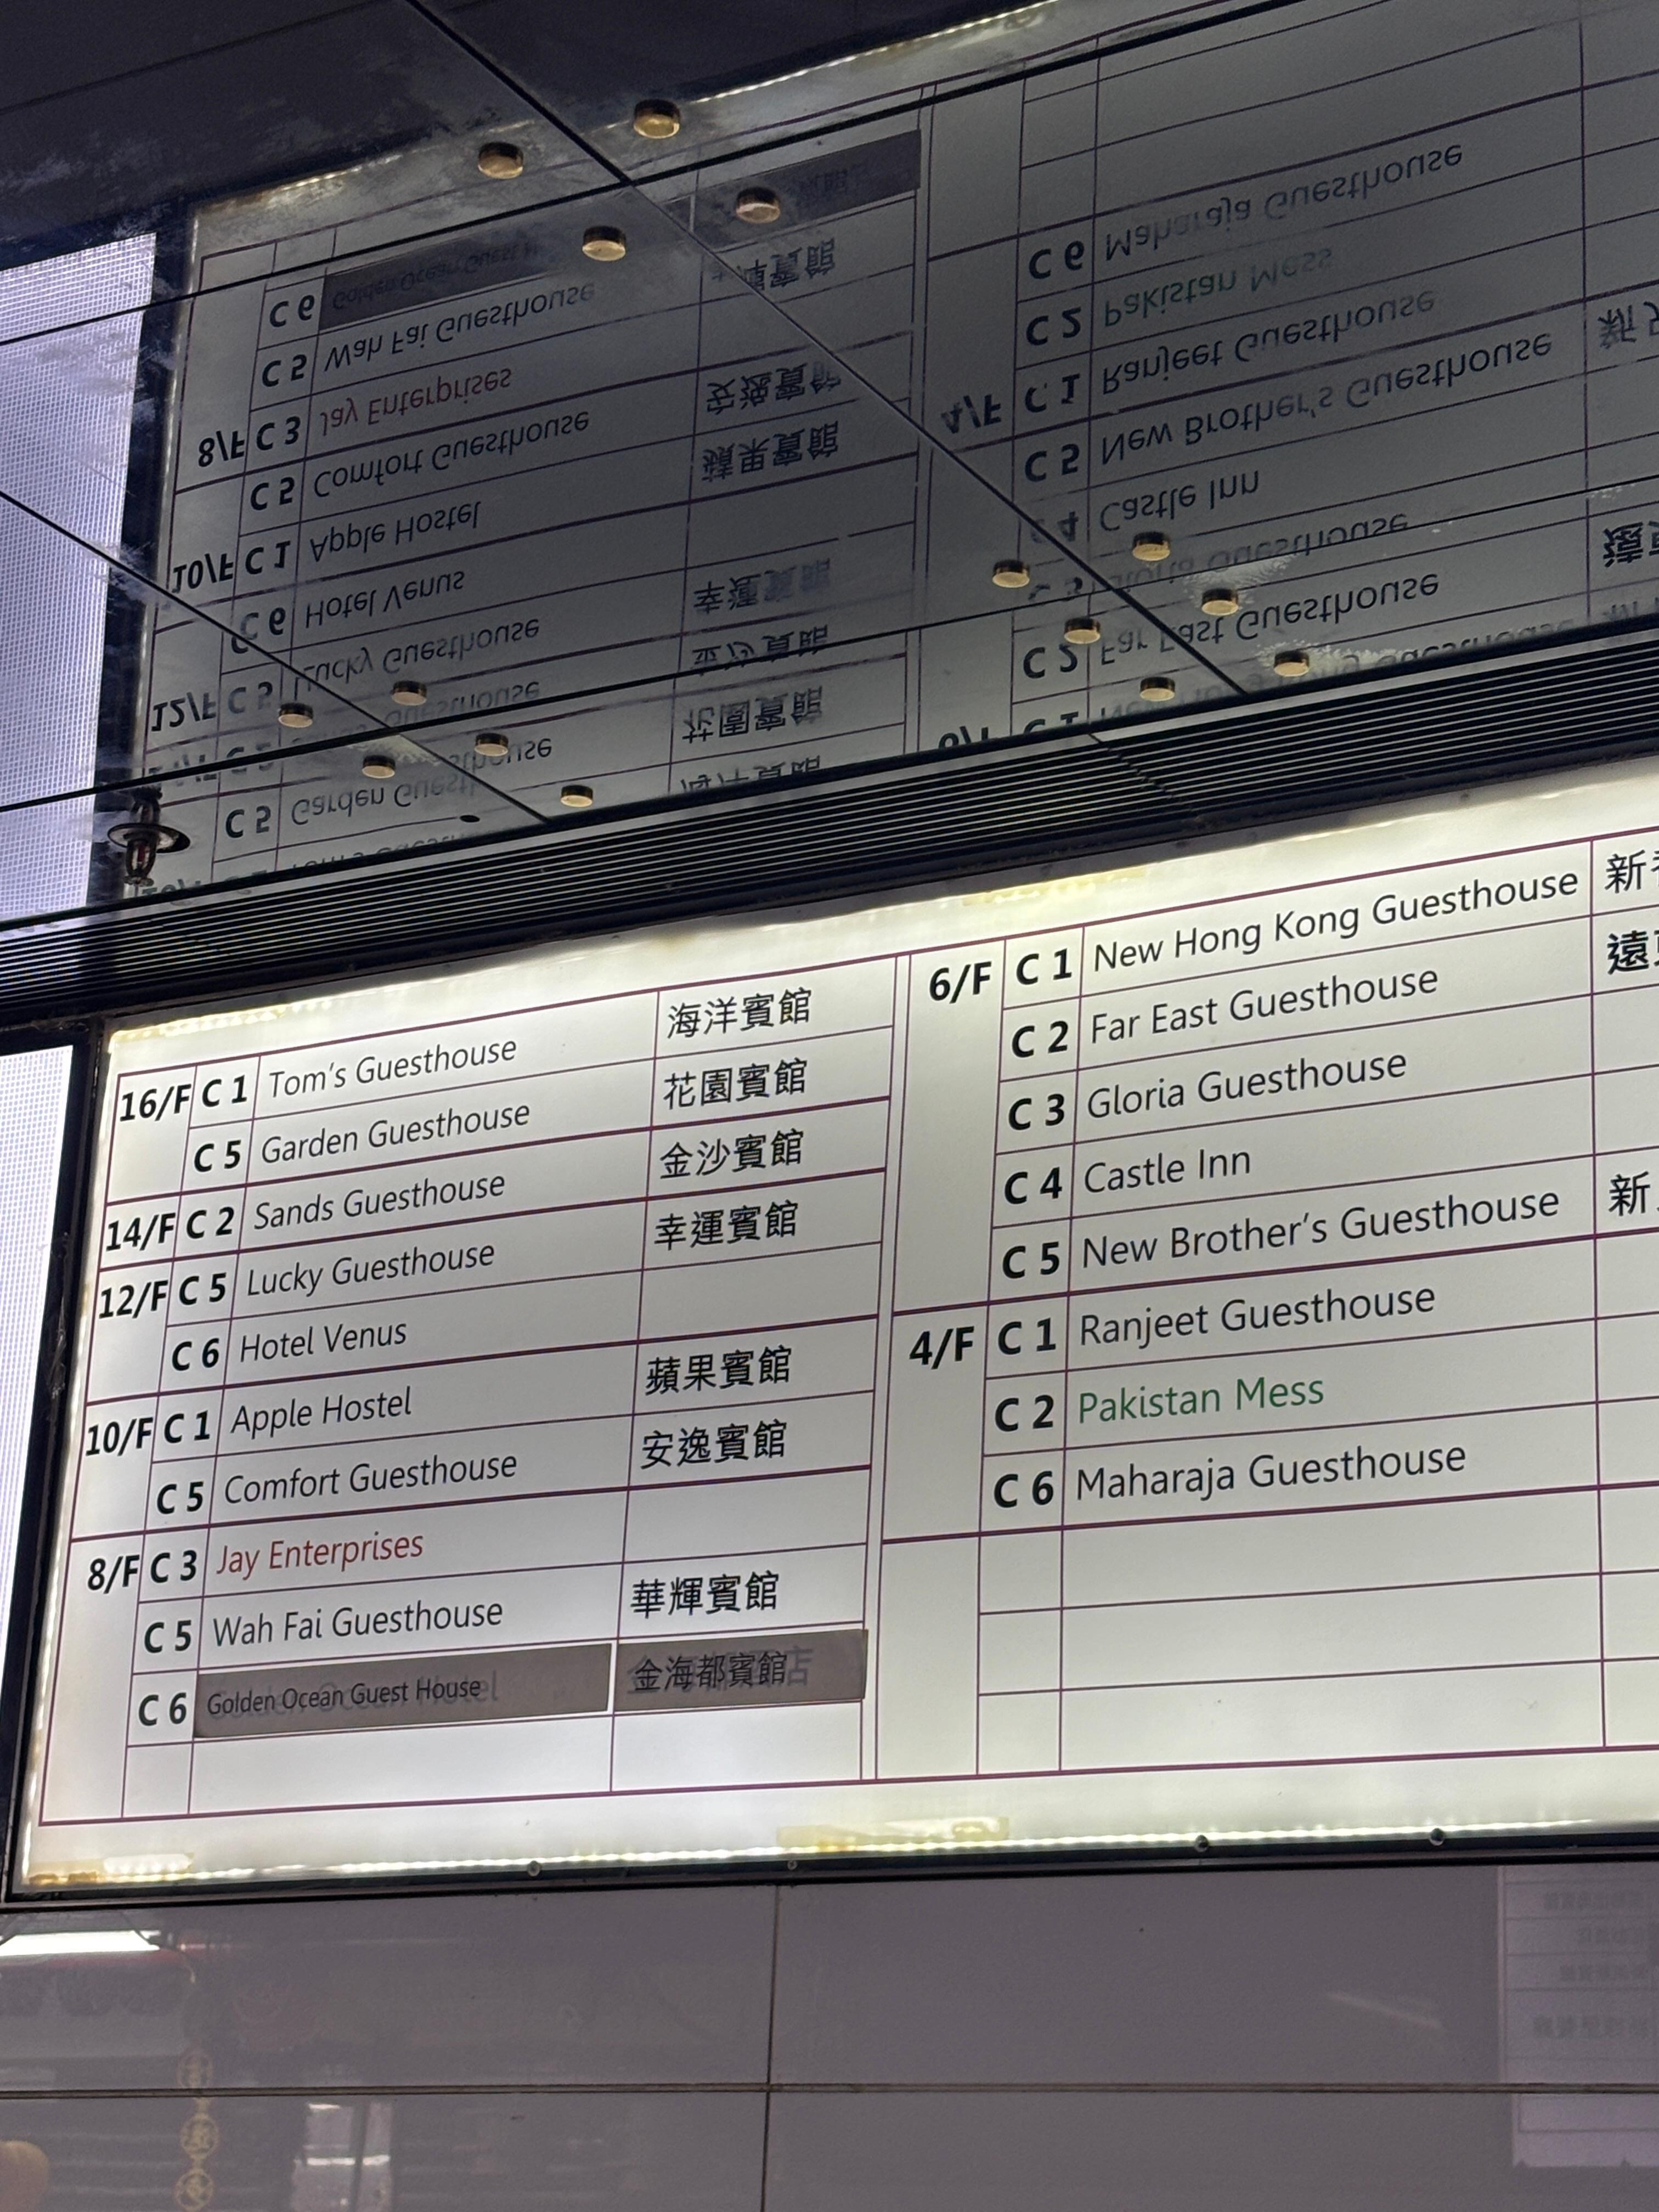 16/F C 1 Tom's Guesthouse 海洋賓館
C 5 Garden Guesthouse 花園賓館
14/F C 2 Sands Guesthouse 金沙賓館
12/F C 5 Lucky Guesthouse 幸運賓館
C 6 Hotel Venus
10/F C 1 Apple Hostel 蘋果賓館
C 5 Comfort Guesthouse 安逸賓館
8/F C 3 Jay Enterprises
C 5 Wah Fai Guesthouse 華輝賓館
C 6 Golden Ocean Guest House 金海都賓館
6/F C 1 New Hong Kong Guesthouse 新
C 2 Far East Guesthouse 遠
C 3 Gloria Guesthouse
C 4 Castle Inn
C 5 New Brother's Guesthouse 新
4/F C 1 Ranjeet Guesthouse
C 2 Pakistan Mess
C 6 Maharaja Guesthouse